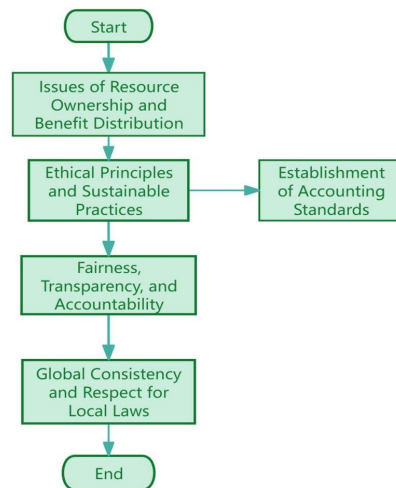 Start
Issues of Resource
Ownership and
Benefit Distribution
Ethical Principles
and Sustainable
Practices
Establishment
of Accounting
Standards
Fairness,
Transparency, and
Accountability
Global Consistency
and Respect for
Local Laws
End